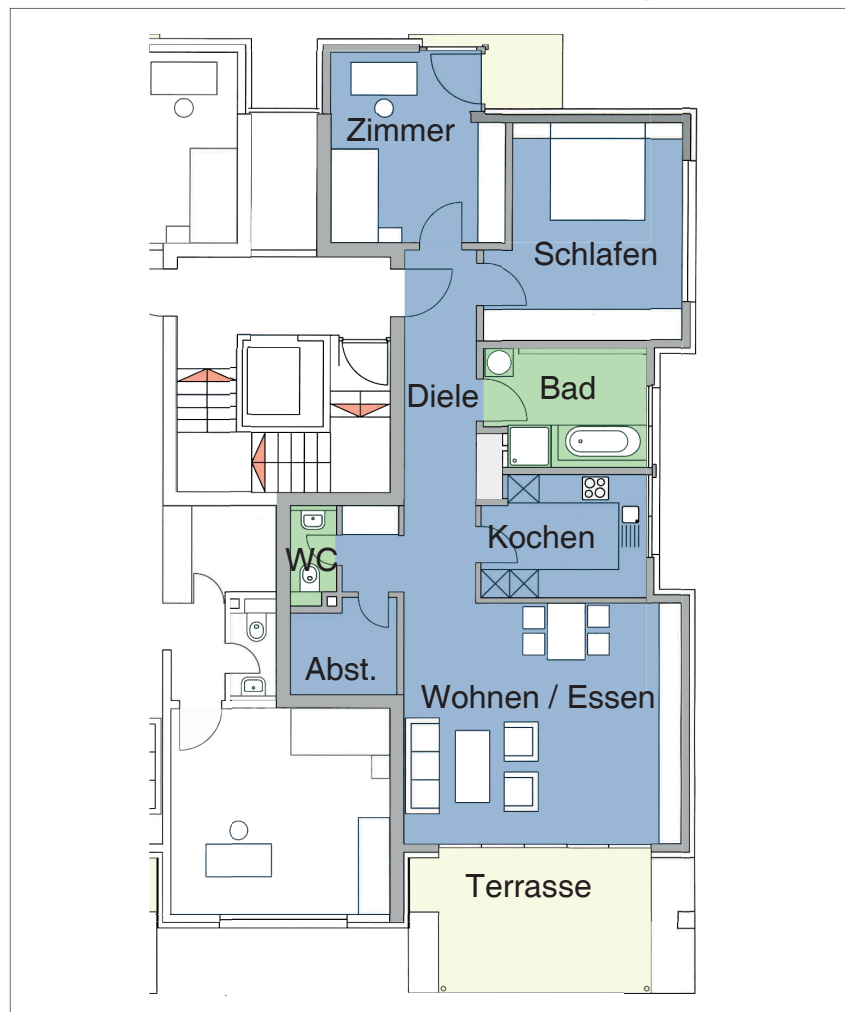 Zimmer
Schlafen
Diele
Bad
Kochen
WC
Abst.
Wohnen / Essen
Terrasse